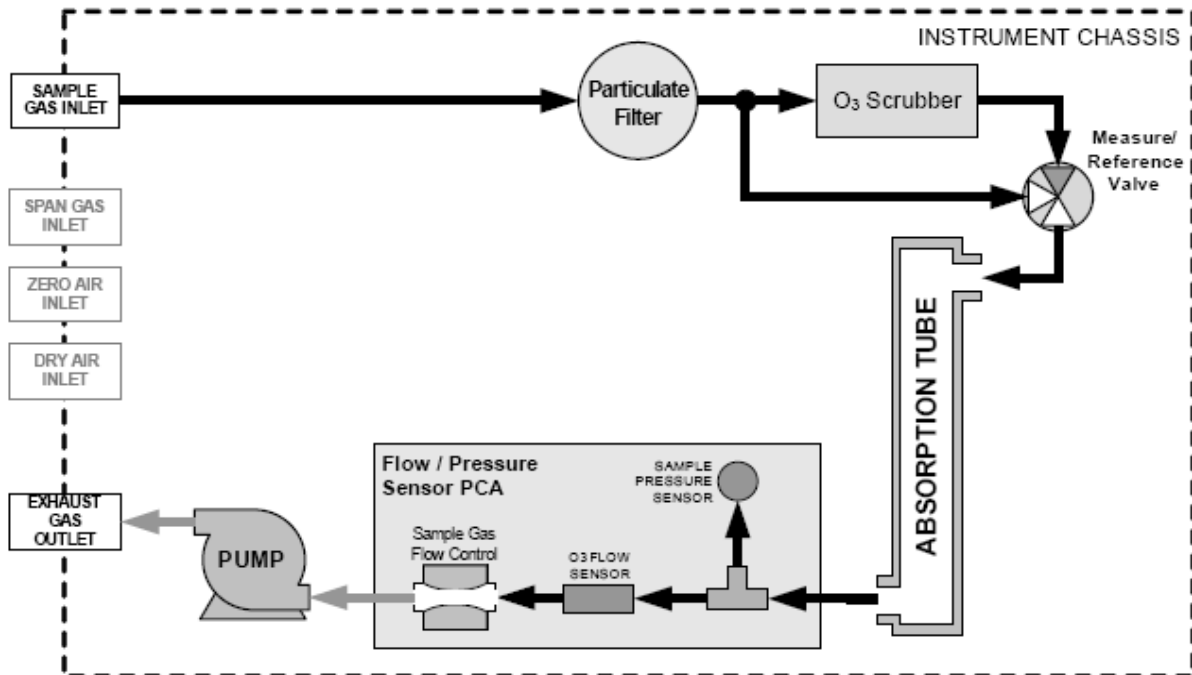 INSTRUMENT CHASSIS
SAMPLE
GAS INLET
Particulate
Filter
O₃ Scrubber
Measure/
Reference
Valve
SPAN GAS
INLET
ZERO AIR
INLET
DRY AIR
INLET
ABSORPTION TUBE
Flow / Pressure
Sensor PCA
SAMPLE
PRESSURE
SENSOR
EXHAUST
GAS
OUTLET
PUMP
Sample Gas
Flow Control
O3 FLOW
SENSOR